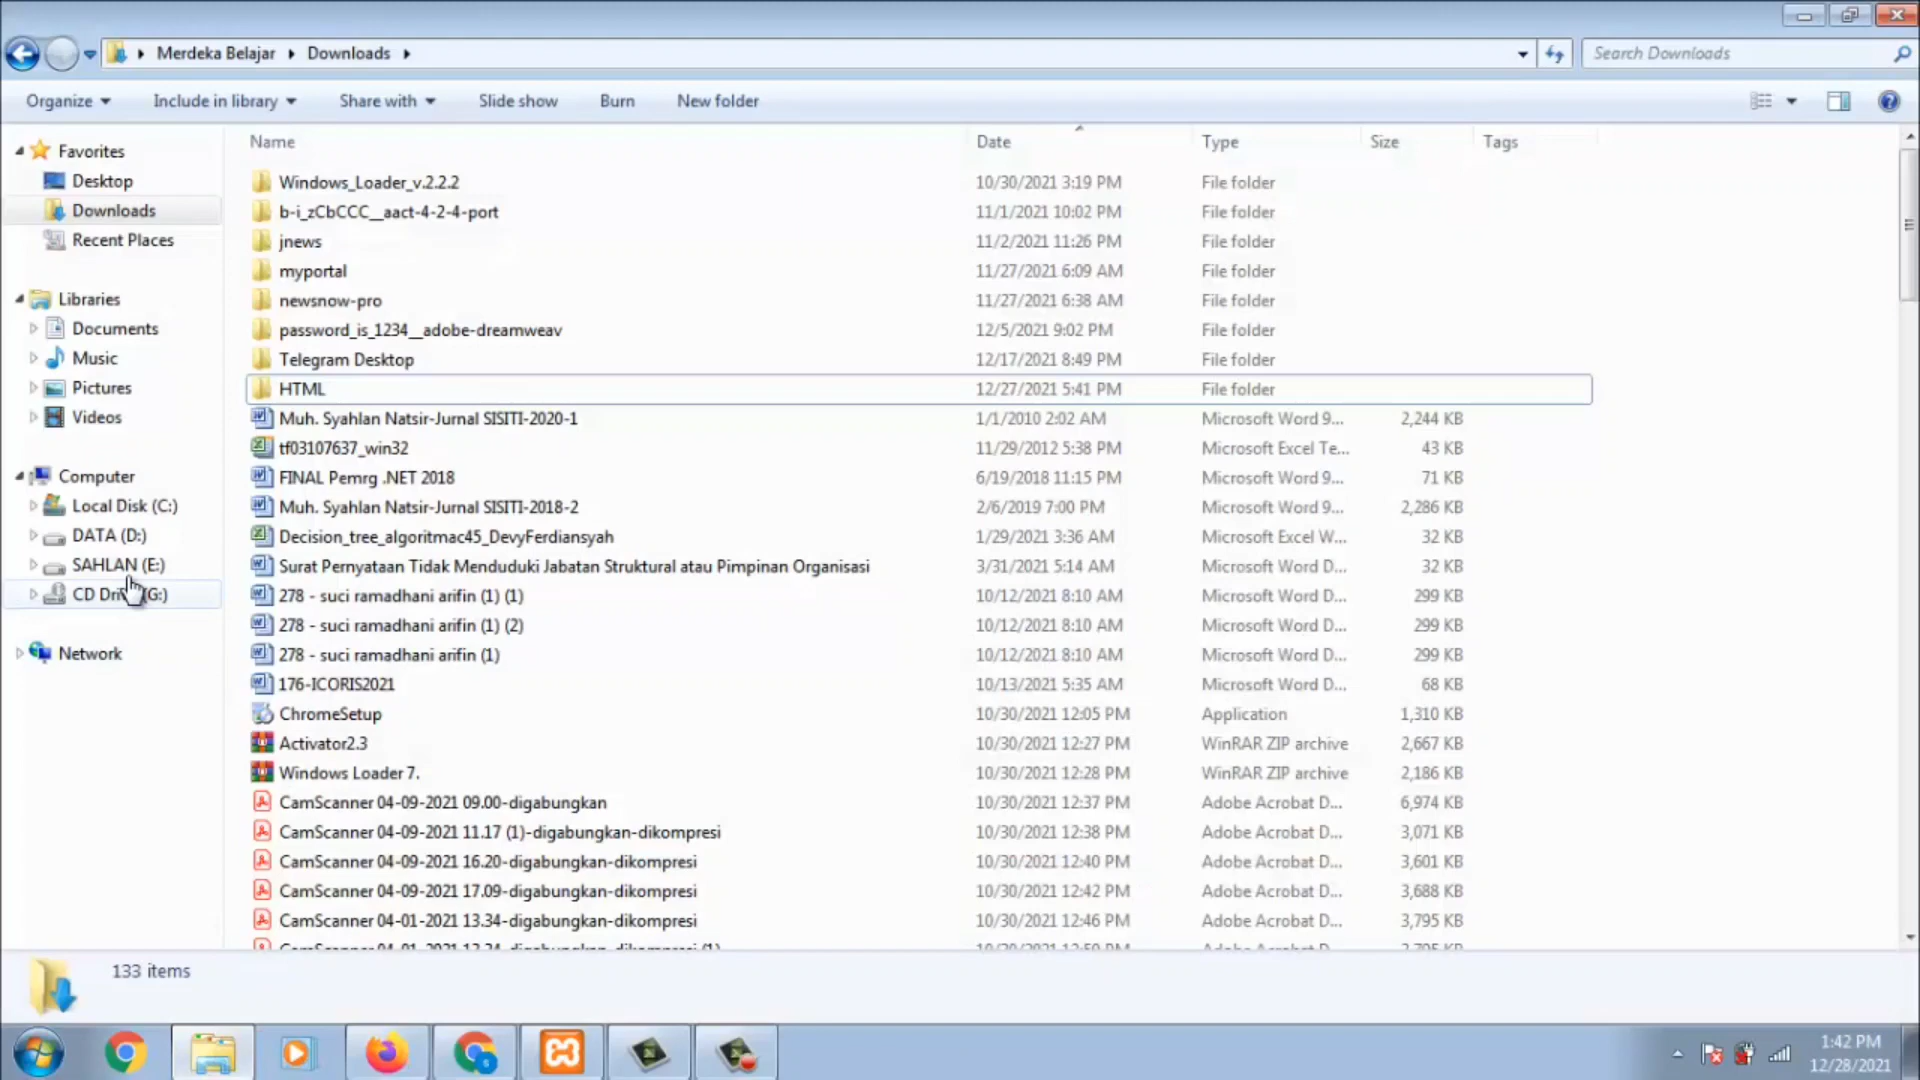 Merdeka Belajar Downloads
Search Downloads
Organize Include in library Share with Slide show Burn New folder
Name Date Type Size Tags
Favorites
Desktop
Downloads
Recent Places
Libraries
Documents
Music
Pictures
Videos
Computer
Local Disk (C:)
DATA (D:)
SAHLAN (E:)
CD Driv (G:)
Network
Windows_Loader_v.2.2.2 10/30/2021 3:19 PM File folder
b-i_zCbCCC__aact-4-2-4-port 11/1/2021 10:02 PM File folder
jnews 11/2/2021 11:26 PM File folder
myportal 11/27/2021 6:09 AM File folder
newsnow-pro 11/27/2021 6:38 AM File folder
password_is_1234__adobe-dreamweav 12/5/2021 9:02 PM File folder
Telegram Desktop 12/17/2021 8:49 PM File folder
HTML 12/27/2021 5:41 PM File folder
Muh. Syahlan Natsir-Jurnal SISITI-2020-1 1/1/2010 2:02 AM Microsoft Word 9... 2,244 KB
tf03107637_win32 11/29/2012 5:38 PM Microsoft Excel Te... 43 KB
FINAL Pemrg .NET 2018 6/19/2018 11:15 PM Microsoft Word 9... 71 KB
Muh. Syahlan Natsir-Jurnal SISITI-2018-2 2/6/2019 7:00 PM Microsoft Word 9... 2,286 KB
Decision_tree_algoritmac45_DevyFerdiansyah 1/29/2021 3:36 AM Microsoft Excel W... 32 KB
Surat Pernyataan Tidak Menduduki Jabatan Struktural atau Pimpinan Organisasi 3/31/2021 5:14 AM Microsoft Word D... 32 KB
278 - suci ramadhani arifin (1) (1) 10/12/2021 8:10 AM Microsoft Word D... 299 KB
278 - suci ramadhani arifin (1) (2) 10/12/2021 8:10 AM Microsoft Word D... 299 KB
278 - suci ramadhani arifin (1) 10/12/2021 8:10 AM Microsoft Word D... 299 KB
176-ICORIS2021 10/13/2021 5:35 AM Microsoft Word D... 68 KB
ChromeSetup 10/30/2021 12:05 PM Application 1,310 KB
Activator2.3 10/30/2021 12:27 PM WinRAR ZIP archive 2,667 KB
Windows Loader 7. 10/30/2021 12:28 PM WinRAR ZIP archive 2,186 KB
CamScanner 04-09-2021 09.00-digabungkan 10/30/2021 12:37 PM Adobe Acrobat D... 6,974 KB
CamScanner 04-09-2021 11.17 (1)-digabungkan-dikompresi 10/30/2021 12:38 PM Adobe Acrobat D... 3,071 KB
CamScanner 04-09-2021 16.20-digabungkan-dikompresi 10/30/2021 12:40 PM Adobe Acrobat D... 3,601 KB
CamScanner 04-09-2021 17.09-digabungkan-dikompresi 10/30/2021 12:42 PM Adobe Acrobat D... 3,688 KB
CamScanner 04-01-2021 13.34-digabungkan-dikompresi 10/30/2021 12:46 PM Adobe Acrobat D... 3,795 KB
133 items
1:42 PM
12/28/2021